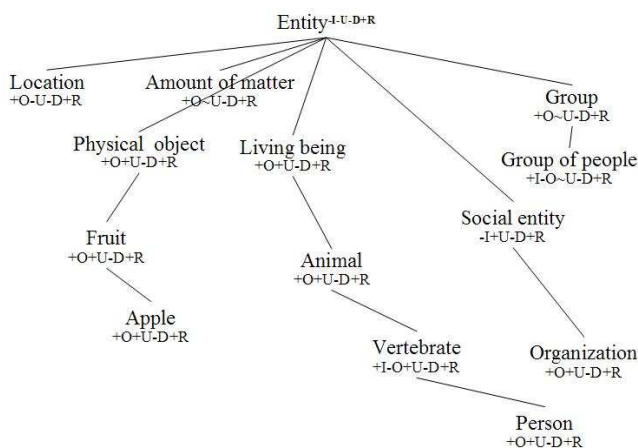 Entity-I-U-D+R
Location
+O-U-D+R
Amount of matter
+O~U-D+R
Group
+O~U-D+R
Physical object
+O+U-D+R
Living being
+O+U-D+R
Group of people
+I-O~U-D+R
Social entity
-I+U-D+R
Fruit
+O+U-D+R
Animal
+O+U-D+R
Apple
+O+U-D+R
Vertebrate
+I-O+U-D+R
Organization
+O+U-D+R
Person
+O+U-D+R